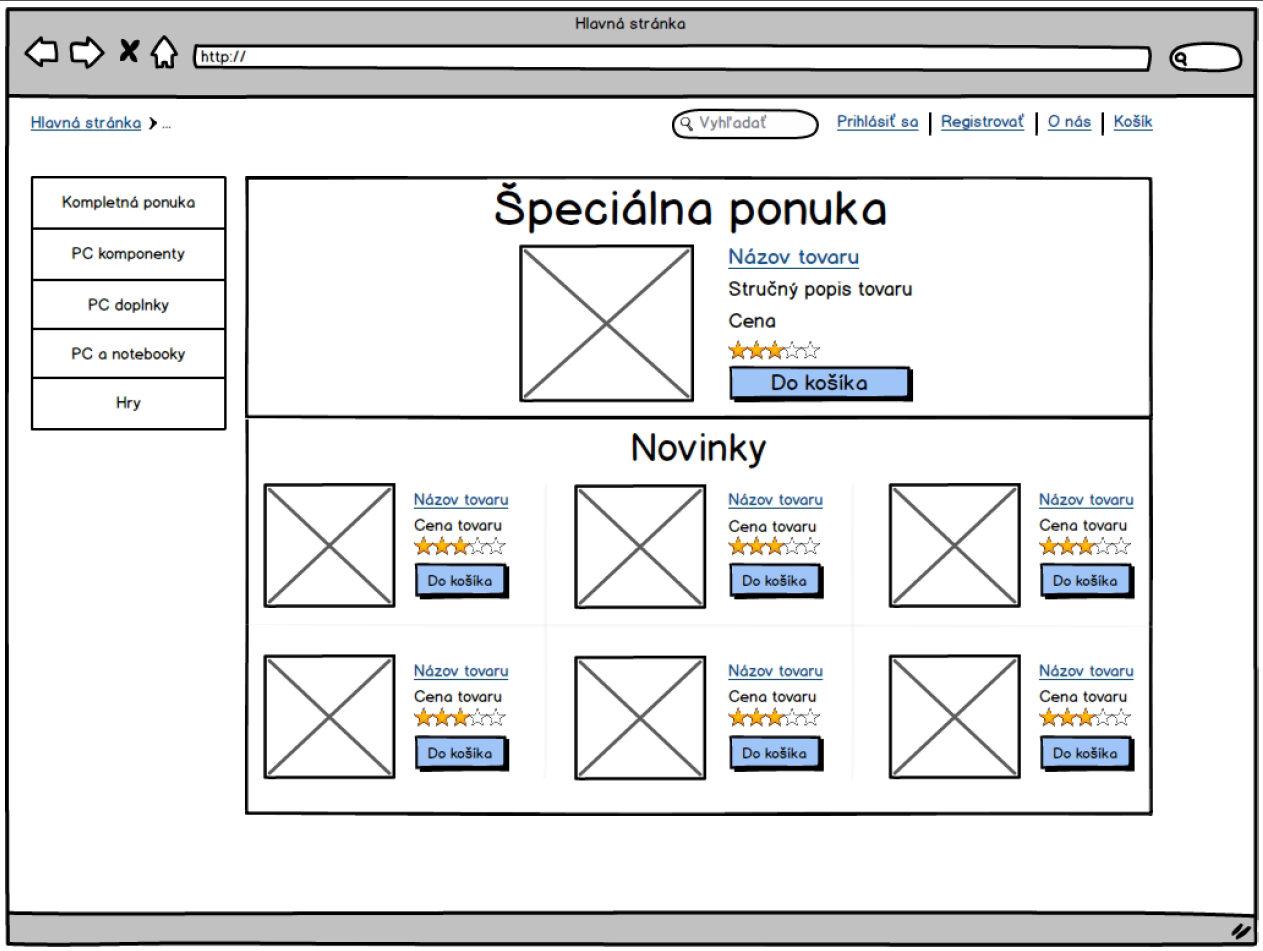 Hlavná stránka
http://
Hlavná stránka ...
Vyhľadať
Prihlásiť sa
Registrovať
O nás
Košík
Kompletná ponuka
PC komponenty
PC doplnky
PC a notebooky
Hry
Špeciálna ponuka
Názov tovaru
Stručný popis tovaru
Cena
Do košíka
Novinky
Názov tovaru
Cena tovaru
Do košíka
Názov tovaru
Cena tovaru
Do košíka
Názov tovaru
Cena tovaru
Do košíka
Názov tovaru
Cena tovaru
Do košíka
Názov tovaru
Cena tovaru
Do košíka
Názov tovaru
Cena tovaru
Do košíka